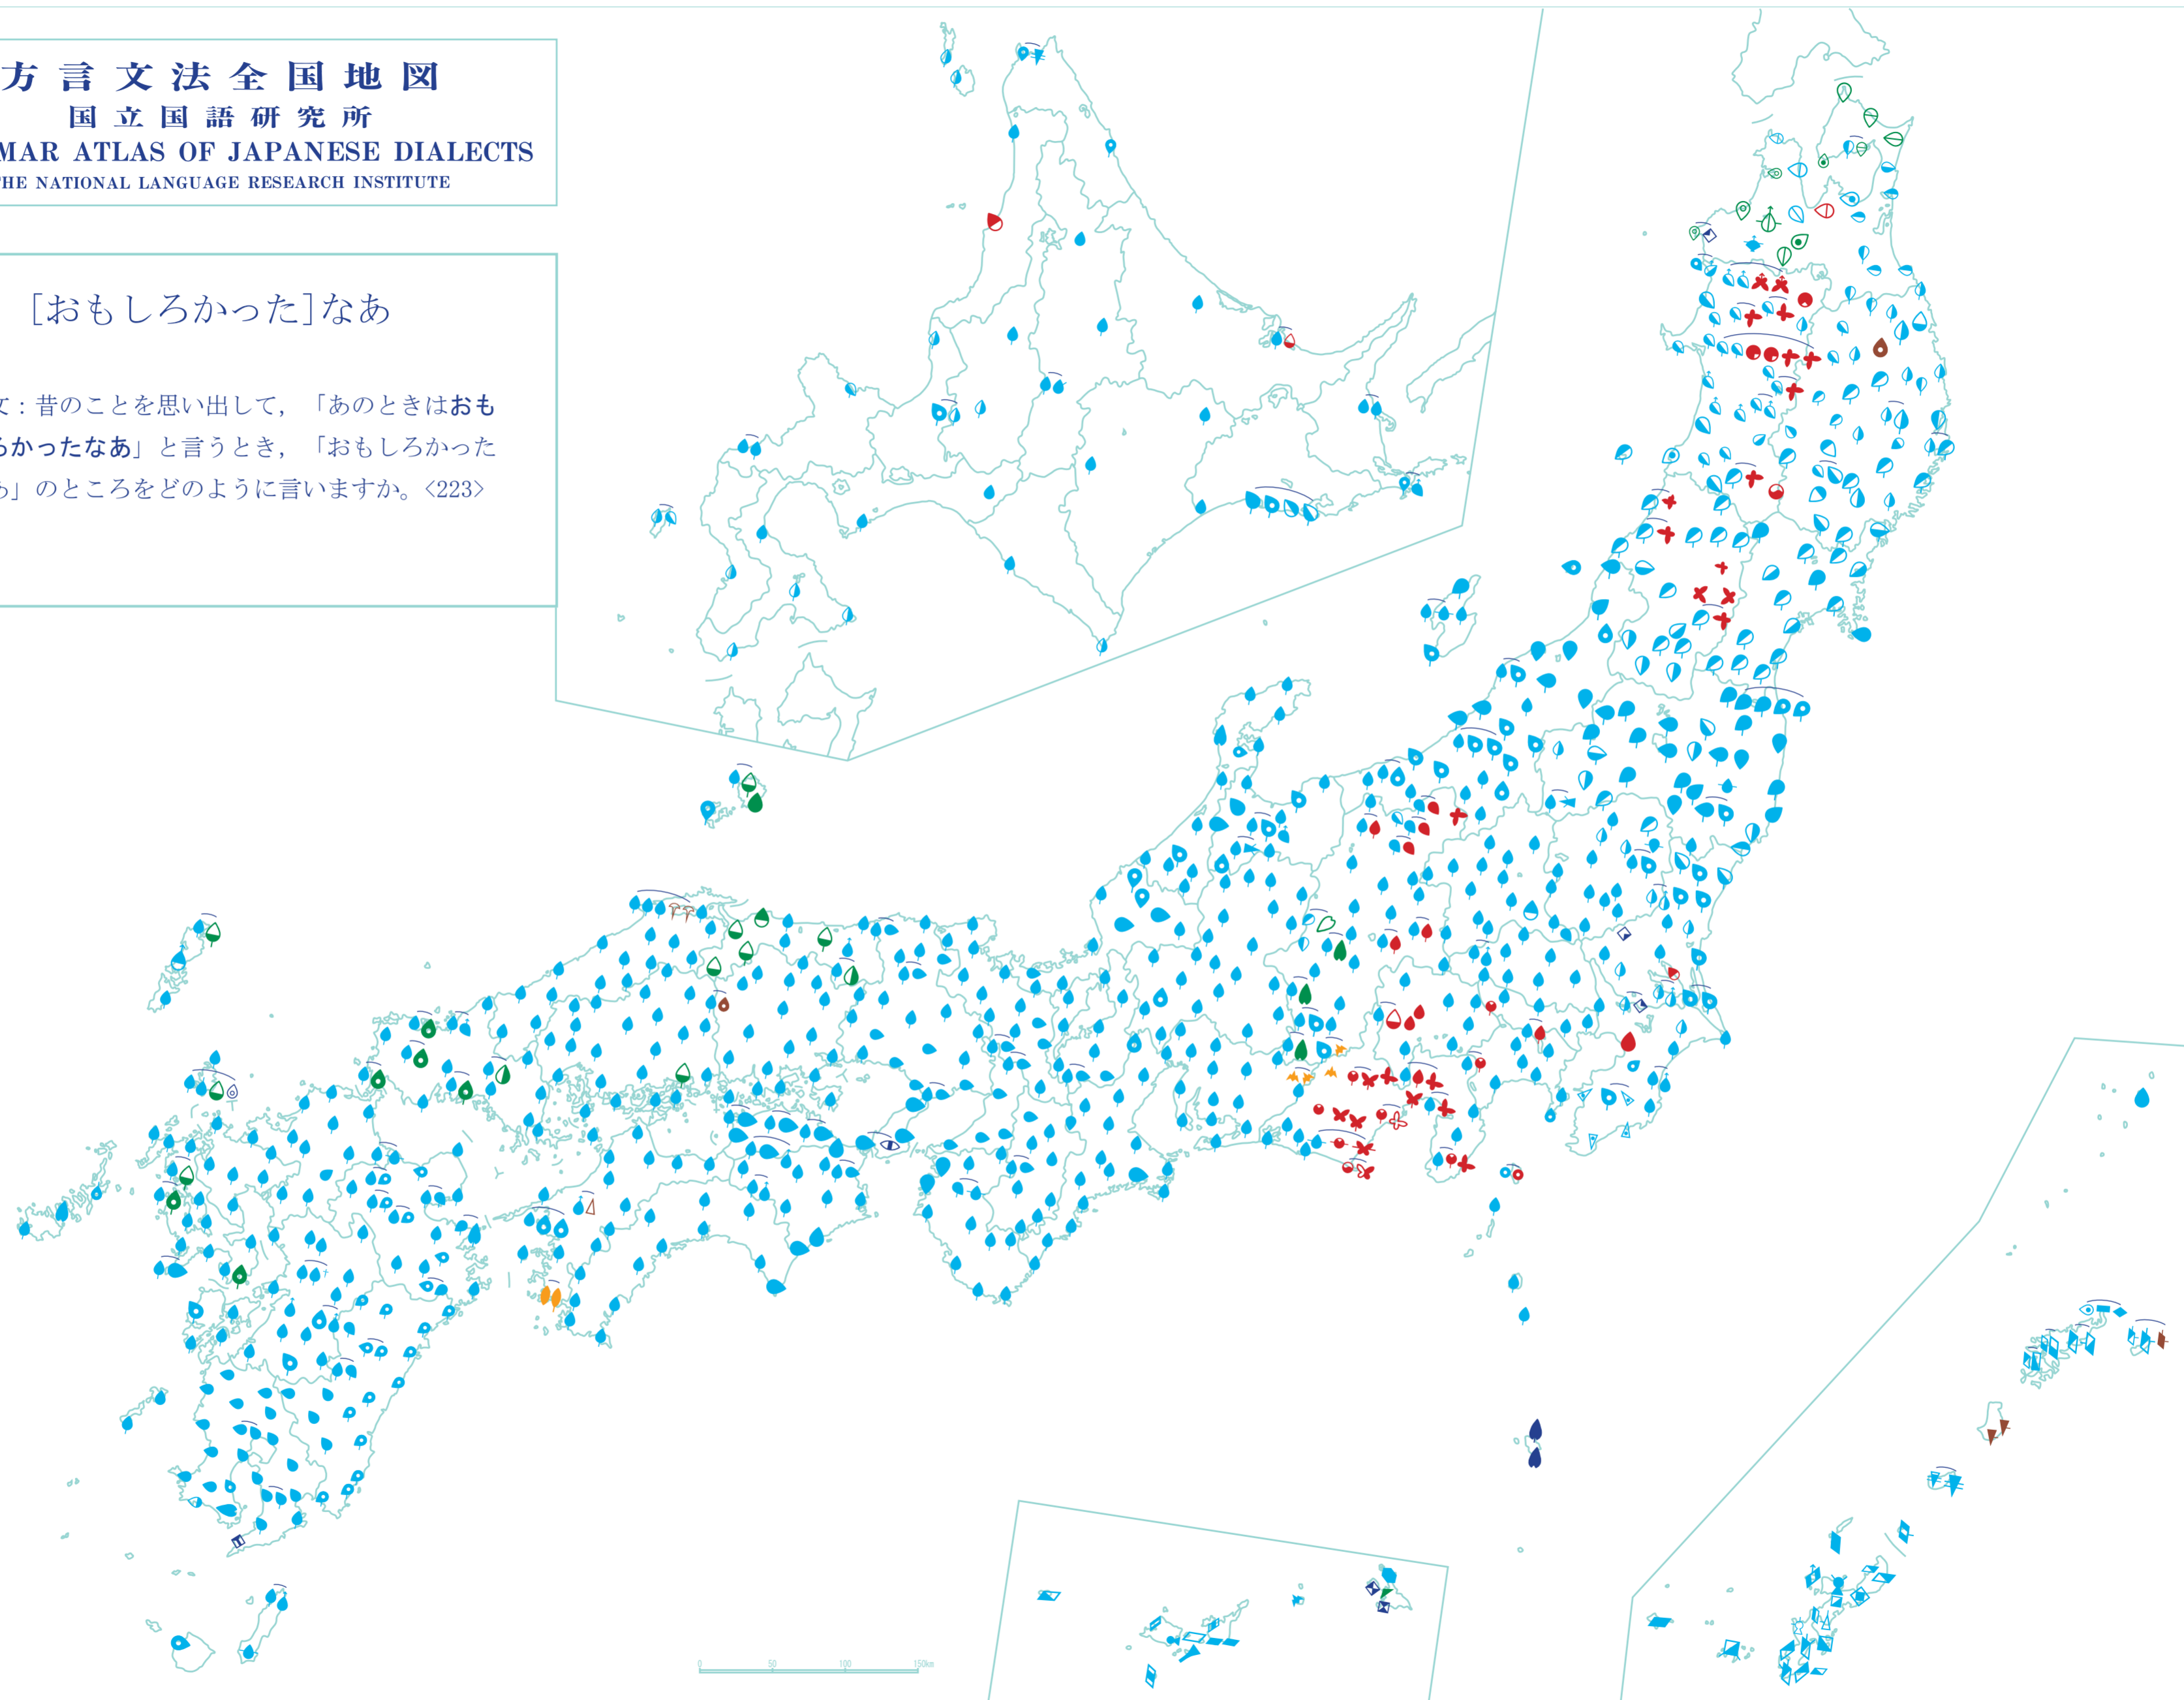 方言文法全国地図
国立国語研究所
MAR ATLAS OF JAPANESE DIALECTS
HE NATIONAL LANGUAGE RESEARCH INSTITUTE
[おもしろかった]なあ
文：昔のことを思い出して，「あのときはおも
ろかったなあ」と言うとき，「おもしろかった
あ」のところをどのように言いますか。〈223〉
0 50 100 150km